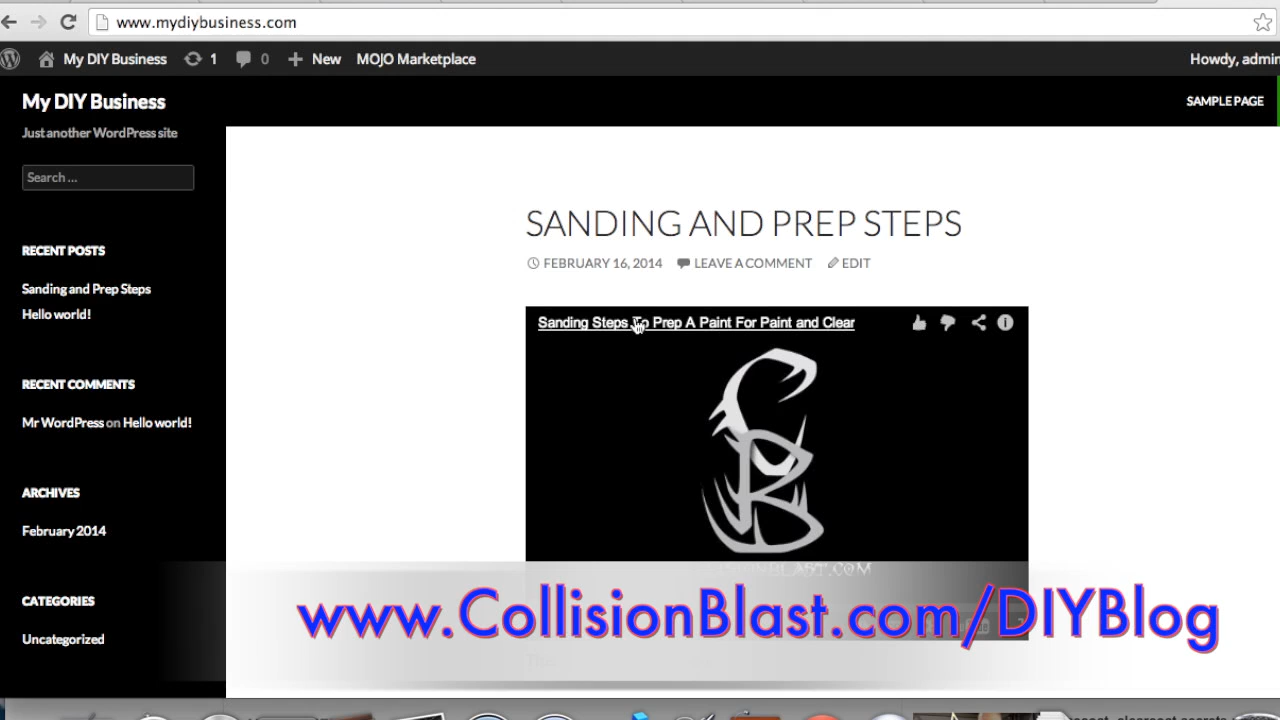 www.mydiybusiness.com
My DIY Business 1 0 New MOJO Marketplace Howdy, admin
My DIY Business
SAMPLE PAGE
Just another WordPress site
Search ...
RECENT POSTS
Sanding and Prep Steps
Hello world!
RECENT COMMENTS
Mr WordPress on Hello world!
ARCHIVES
February 2014
CATEGORIES
Uncategorized
SANDING AND PREP STEPS
FEBRUARY 16, 2014 LEAVE A COMMENT EDIT
Sanding Steps To Prep A Paint For Paint and Clear
CB
www.CollisionBlast.com/DIYBlog